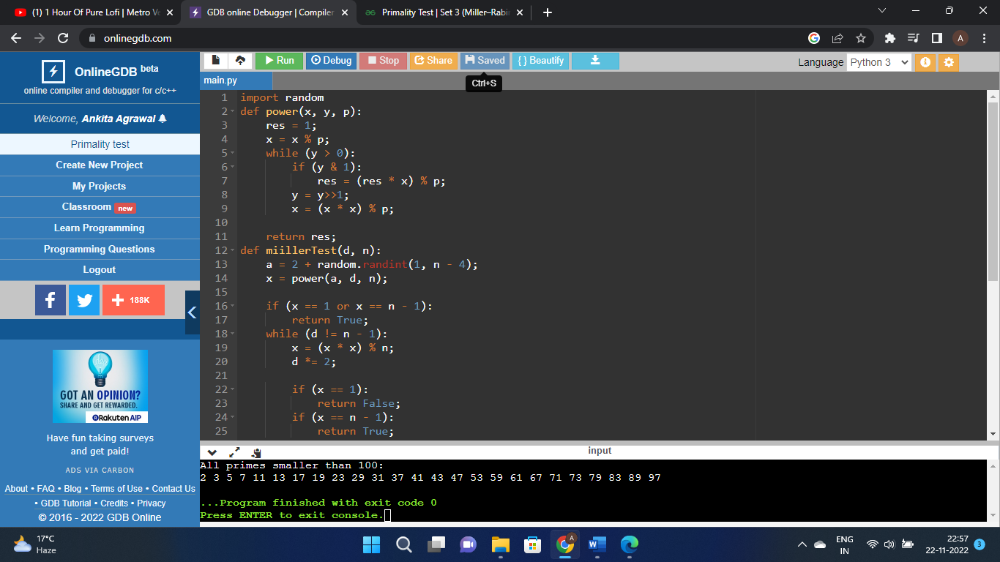 (1) 1 Hour Of Pure Lofi | Metro Ve
GDB online Debugger | Compiler
Primality Test | Set 3 (Miller–Rabi
onlinegdb.com
A
OnlineGDB beta
online compiler and debugger for c/c++
Welcome, Ankita Agrawal
Primality test
Create New Project
My Projects
Classroom new
Learn Programming
Programming Questions
Logout
188K
GOT AN OPINION?
SHARE AND GET REWARDED.
Rakuten AIP
Have fun taking surveys
and get paid!
ADS VIA CARBON
About • FAQ • Blog • Terms of Use • Contact Us
• GDB Tutorial • Credits • Privacy
© 2016 - 2022 GDB Online
Run Debug Stop Share Saved {} Beautify
Language Python 3
Ctrl+S
main.py
1 import random
2 def power(x, y, p):
3 res = 1;
4 x = x % p;
5 while (y > 0):
6 if (y & 1):
7 res = (res * x) % p;
8 y = y>>1;
9 x = (x * x) % p;
10
11 return res;
12 def miillerTest(d, n):
13 a = 2 + random.randint(1, n - 4);
14 x = power(a, d, n);
15
16 if (x == 1 or x == n - 1):
17 return True;
18 while (d != n - 1):
19 x = (x * x) % n;
20 d *= 2;
21
22 if (x == 1):
23 return False;
24 if (x == n - 1):
25 return True;
input
All primes smaller than 100:
2 3 5 7 11 13 17 19 23 29 31 37 41 43 47 53 59 61 67 71 73 79 83 89 97
...Program finished with exit code 0
Press ENTER to exit console.
17°C
Haze
A
ENG
IN
22:57
22-11-2022
3